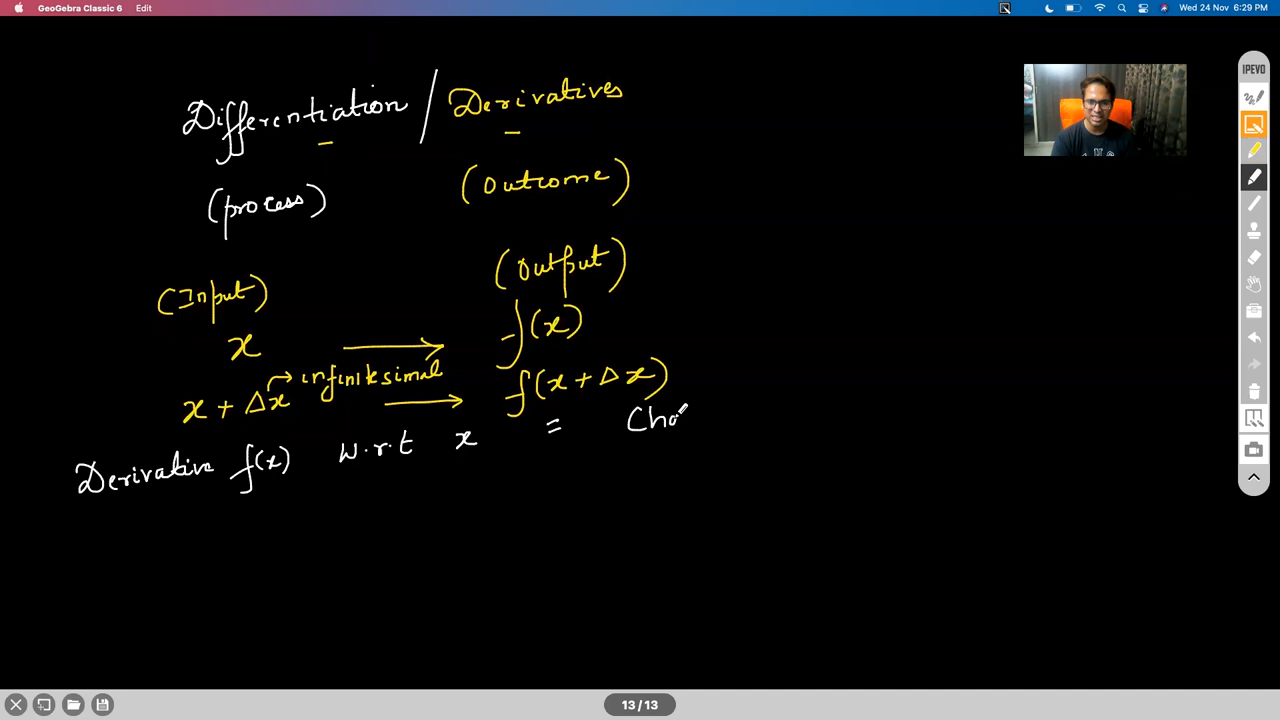 GeoGebra Classic 6 Edit Wed 24 Nov 6:29 PM
IPEVO
Differentiation / Derivatives
(process) (Outcome)
(Input) (Output)
x ⟶ f(x)
infinitesimal
x + Δx ⟶ f(x + Δx)
Derivative f(x) w.r.t x = Cha
13/13